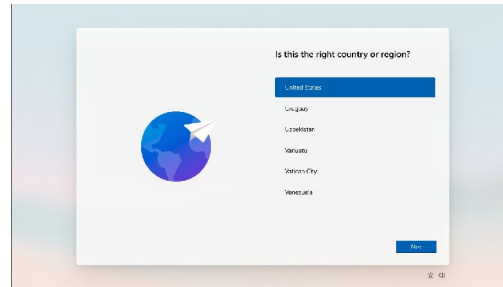 Is this the right country or region?
United States
Uruguay
Uzbekistan
Vanuatu
Vatican City
Venezuela
Next